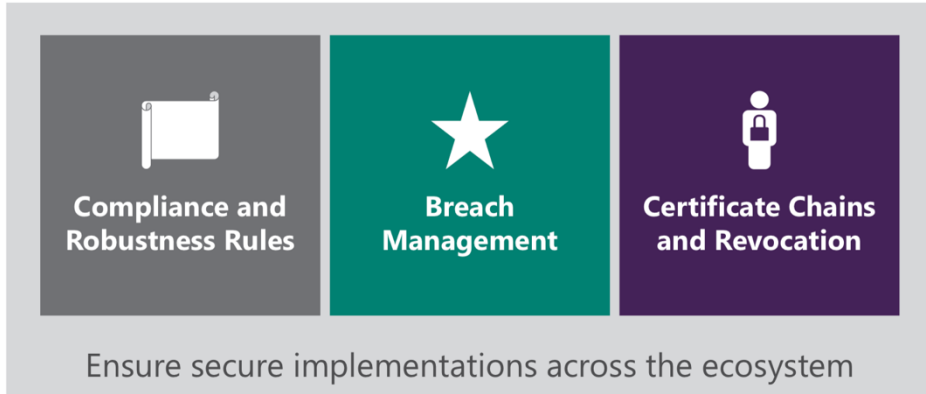 Compliance and
Robustness Rules
Breach
Management
Certificate Chains
and Revocation
Ensure secure implementations across the ecosystem